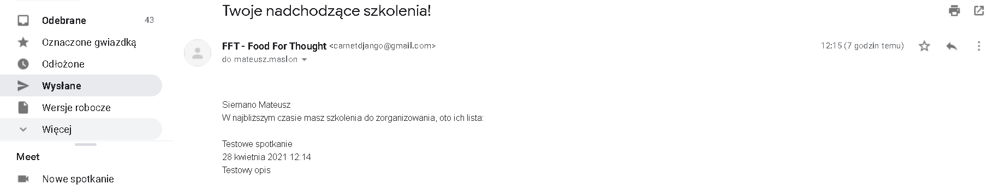 Twoje nadchodzące szkolenia!
Odebrane 43
Oznaczone gwiazdką
Odłożone
Wysłane
Wersje robocze
Więcej
Meet
Nowe spotkanie
FFT - Food For Thought <carnetdjango@gmail.com>
12:15 (7 godzin temu)
do mateusz.maslon
Siemano Mateusz
W najbliższym czasie masz szkolenia do zorganizowania, oto ich lista:
Testowe spotkanie
28 kwietnia 2021 12:14
Testowy opis